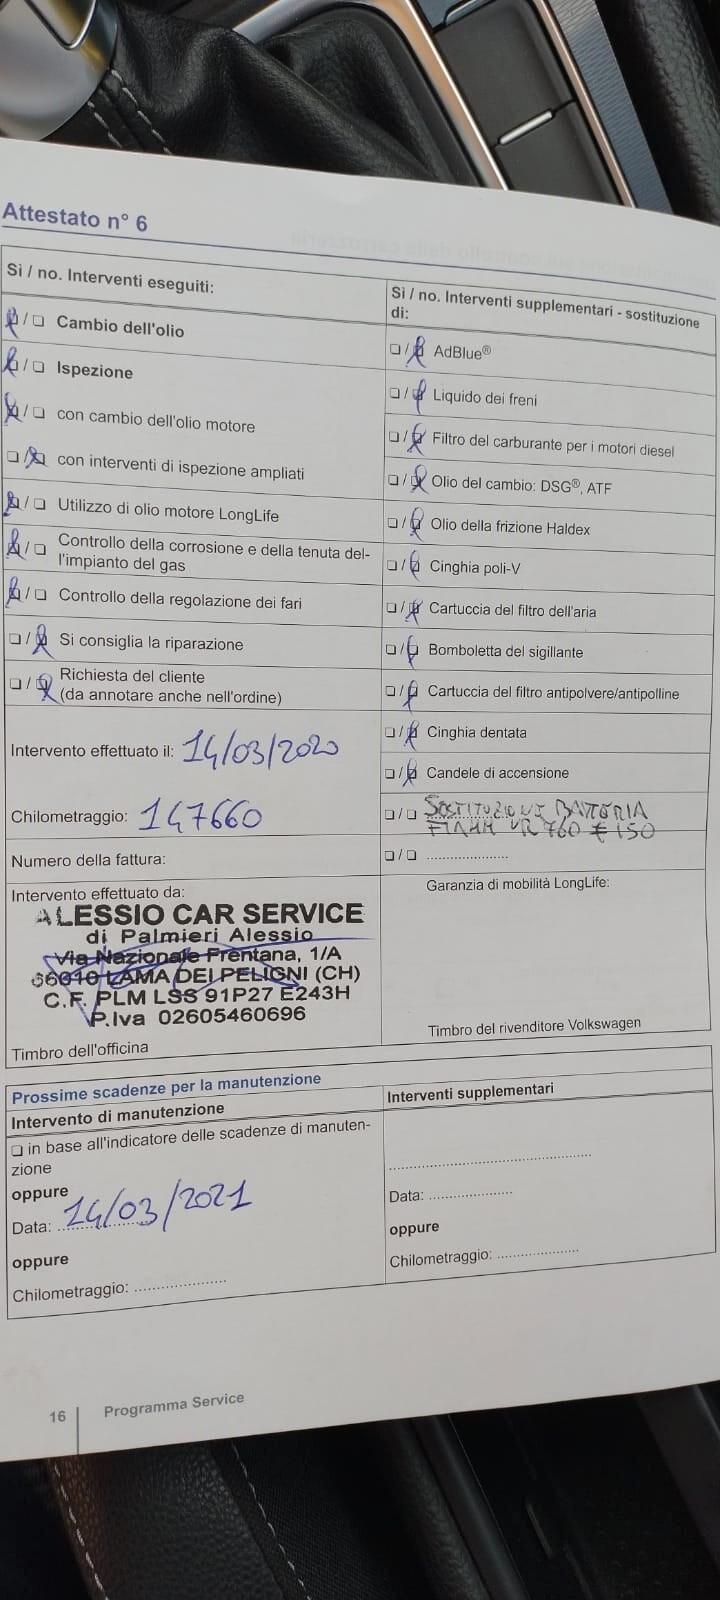 Attestato n° 6
Sì / no. Interventi eseguiti:
❏ / ❏ Cambio dell'olio
❏ / ❏ Ispezione
❏ / ❏ con cambio dell'olio motore
❏ / ❏ con interventi di ispezione ampliati
❏ / ❏ Utilizzo di olio motore LongLife
❏ / ❏ Controllo della corrosione e della tenuta del-
l'impianto del gas
❏ / ❏ Controllo della regolazione dei fari
❏ / ❏ Si consiglia la riparazione
❏ / ❏ Richiesta del cliente
(da annotare anche nell'ordine)
Intervento effettuato il: 14/03/2020
Chilometraggio: 147660
Numero della fattura:
Intervento effettuato da:
ALESSIO CAR SERVICE
di Palmieri Alessio
Via Nazionale Frentana, 1/A
66010 LAMA DEI PELIGNI (CH)
C.F. PLM LSS 91P27 E243H
P.Iva 02605460696
Timbro dell'officina
Sì / no. Interventi supplementari - sostituzione
di:
❏ / ❏ AdBlue®
❏ / ❏ Liquido dei freni
❏ / ❏ Filtro del carburante per i motori diesel
❏ / ❏ Olio del cambio: DSG®, ATF
❏ / ❏ Olio della frizione Haldex
❏ / ❏ Cinghia poli-V
❏ / ❏ Cartuccia del filtro dell'aria
❏ / ❏ Bomboletta del sigillante
❏ / ❏ Cartuccia del filtro antipolvere/antipolline
❏ / ❏ Cinghia dentata
❏ / ❏ Candele di accensione
❏ / ❏ SOSTITUZIONE BATTERIA
FIAMM VR 760 € 150
❏ / ❏ ....................
Garanzia di mobilità LongLife:
Timbro del rivenditore Volkswagen
Prossime scadenze per la manutenzione
Intervento di manutenzione
❏ in base all'indicatore delle scadenze di manuten-
zione
oppure
Data: 14/03/2021
oppure
Chilometraggio: ......................
Interventi supplementari
..................................................
Data: ....................
oppure
Chilometraggio: ....................
16 Programma Service